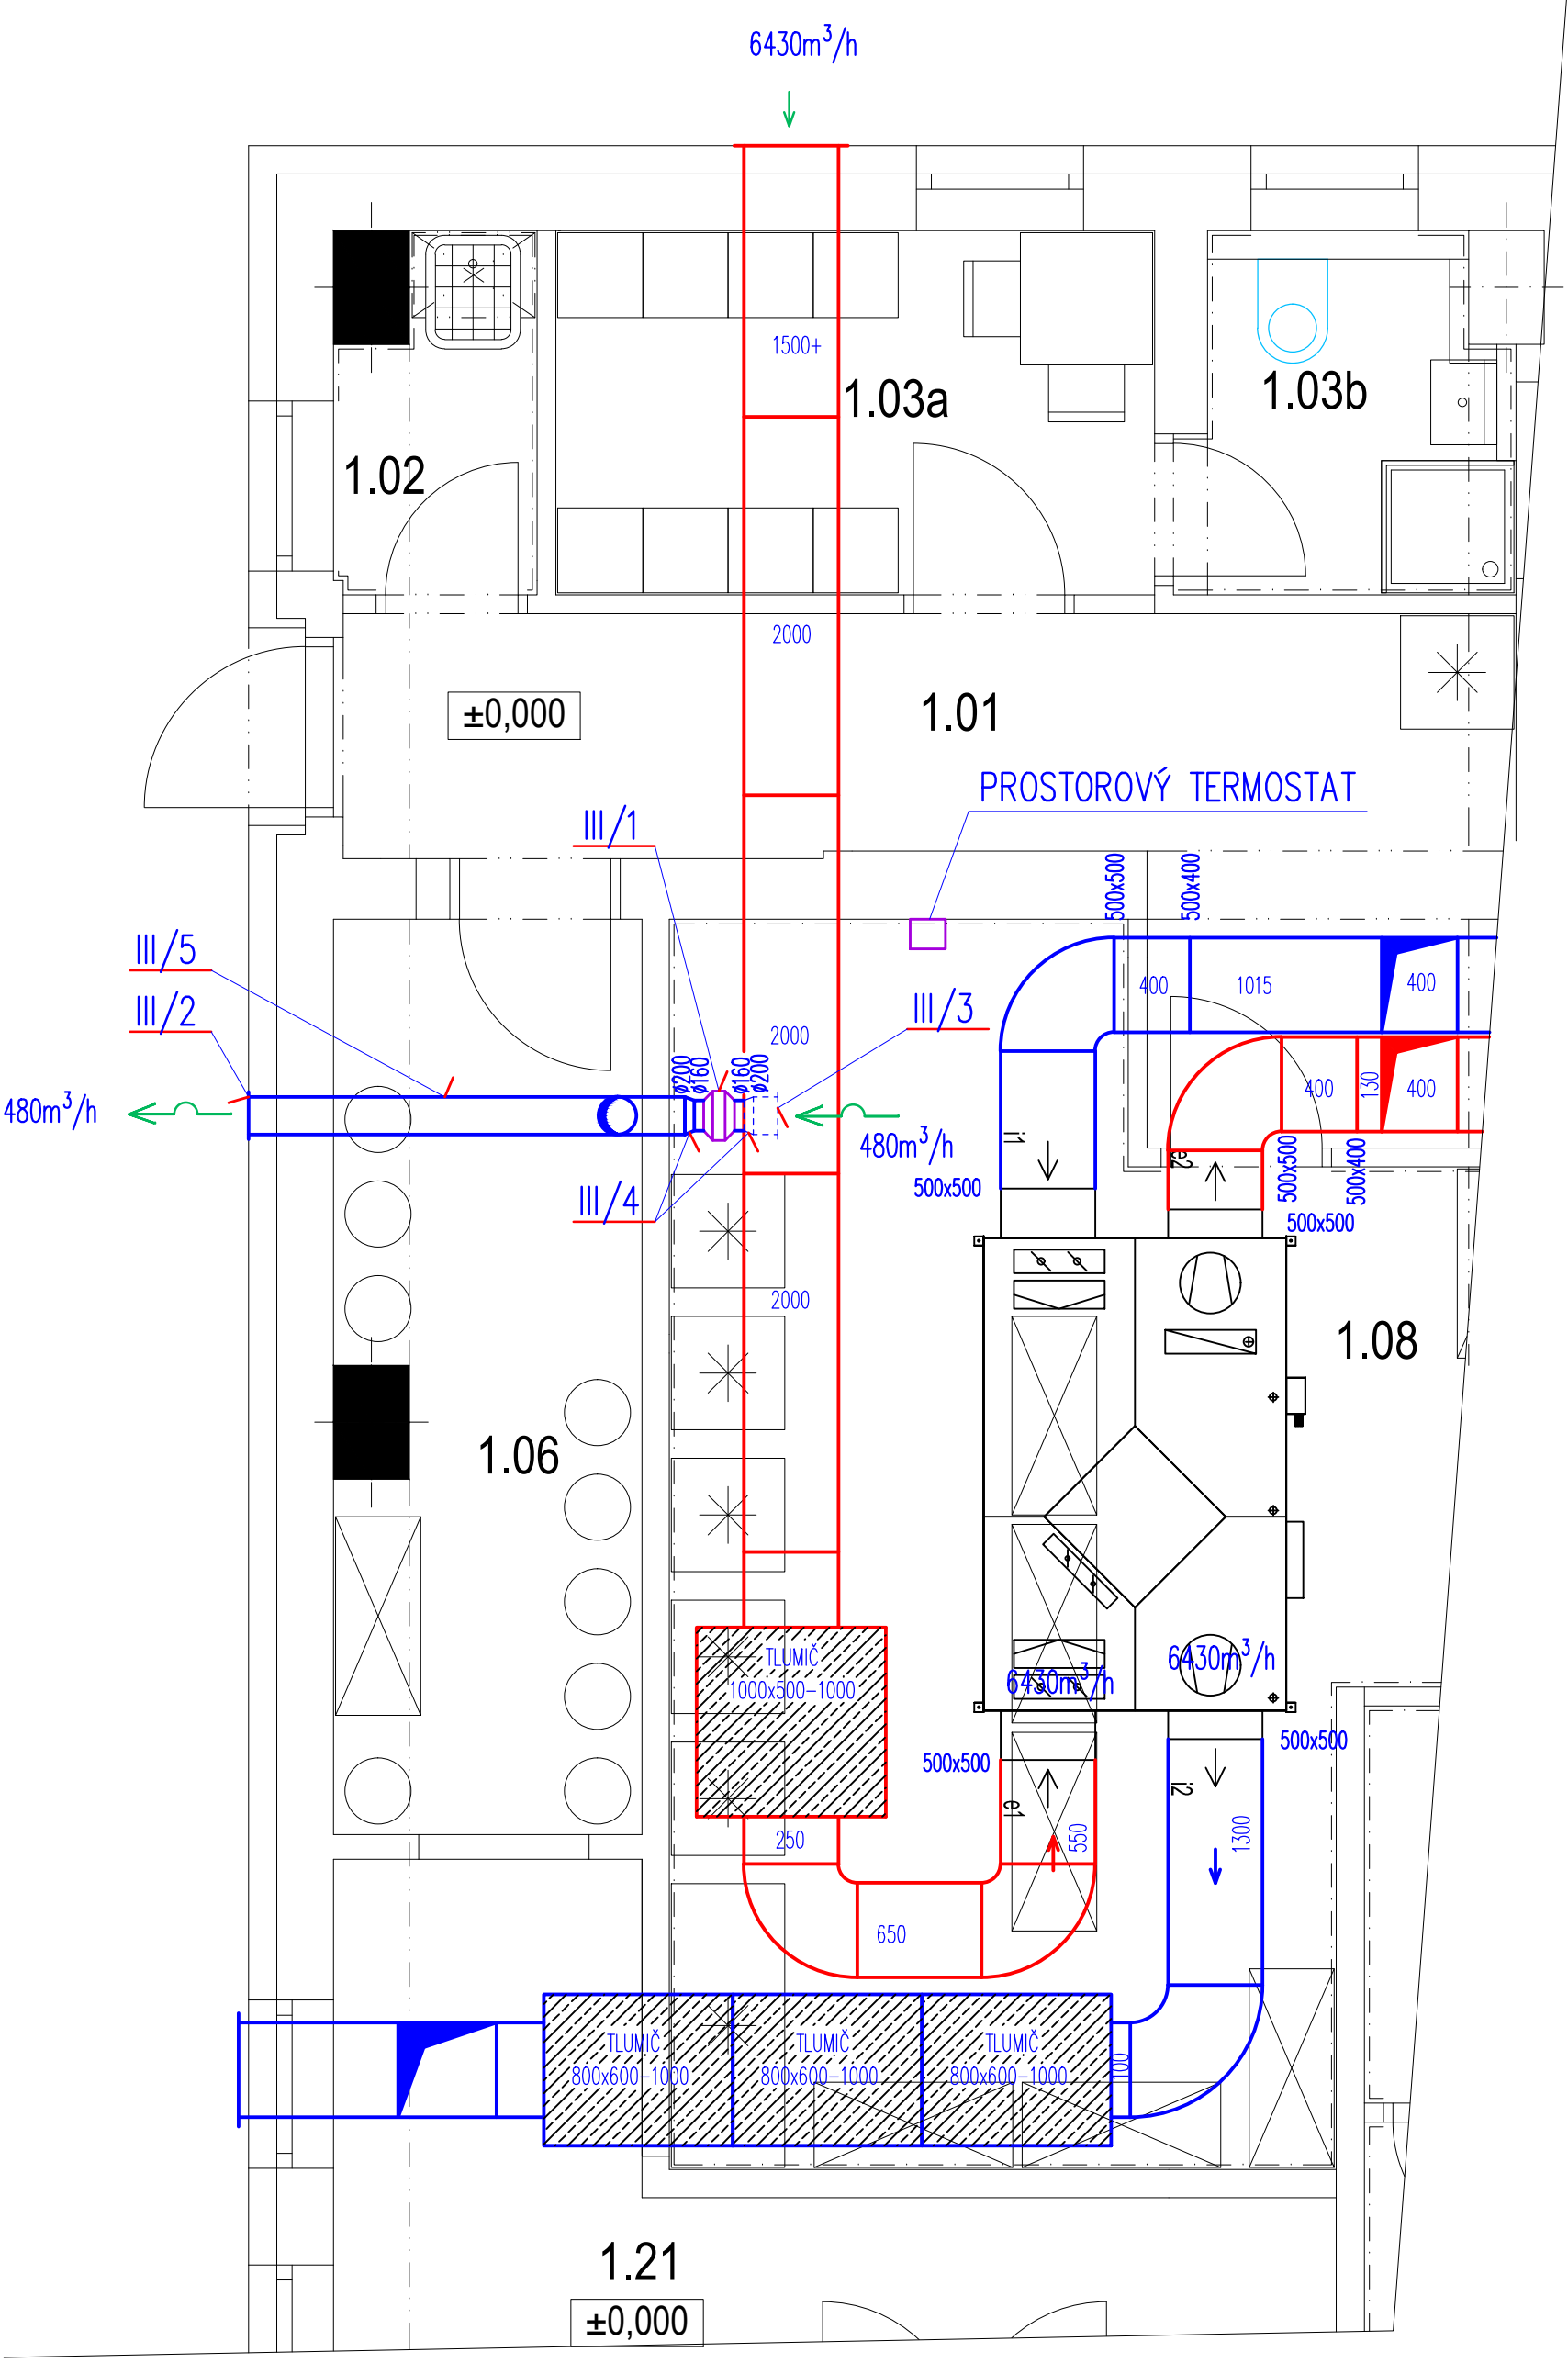 6430m³/h
1500+
1.03a
1.03b
1.02
2000
±0,000
1.01
PROSTOROVÝ TERMOSTAT
III/1
500x500
500x400
III/5
III/2
III/3
400
1015
400
2000
ø200
ø160
ø160
ø200
400
130
400
480m³/h
480m³/h
i1
e2
500x500
500x500
500x400
500x500
III/4
2000
1.08
1.06
TLUMIČ
1000x500-1000
6430m³/h
6430m³/h
500x500
500x500
e1
i2
250
550
1300
650
TLUMIČ
800x600-1000
TLUMIČ
800x600-1000
TLUMIČ
800x600-1000
100
1.21
±0,000